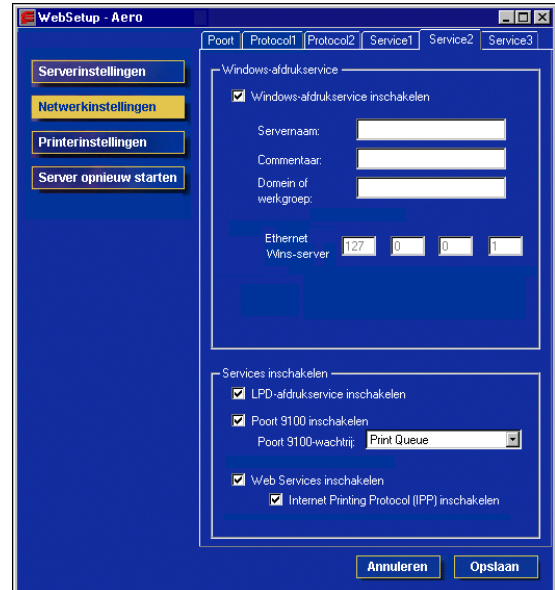 WebSetup - Aero
Poort Protocol1 Protocol2 Service1 Service2 Service3
Serverinstellingen
Netwerkinstellingen
Printerinstellingen
Server opnieuw starten
Windows-afdrukservice
Windows-afdrukservice inschakelen
Servernaam:
Commentaar:
Domein of
werkgroep:
Ethernet
Wins-server 127 0 0 1
Services inschakelen
LPD-afdrukservice inschakelen
Poort 9100 inschakelen
Poort 9100-wachtrij: Print Queue
Web Services inschakelen
Internet Printing Protocol (IPP) inschakelen
Annuleren Opslaan